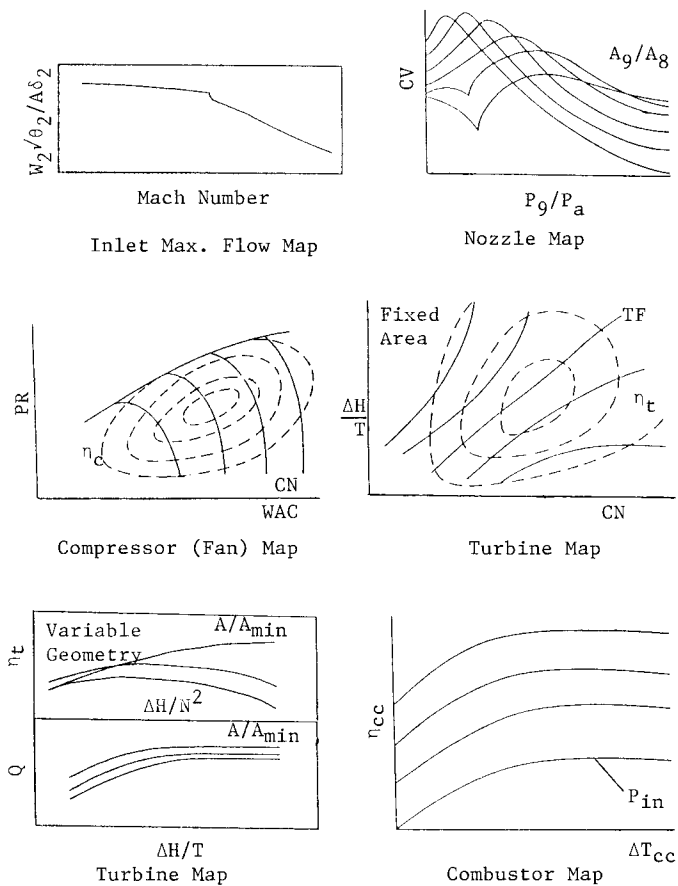 W₂√θ₂/Aδ₂
Mach Number
Inlet Max. Flow Map
CV
A₉/A₈
P₉/Pₐ
Nozzle Map
PR
ηc
CN
WAC
Compressor (Fan) Map
Fixed
Area
TF
ΔH
T
ηt
CN
Turbine Map
ηt
Variable
Geometry
A/Amin
ΔH/N²
Q
A/Amin
ΔH/T
Turbine Map
ηcc
Pin
ΔTcc
Combustor Map